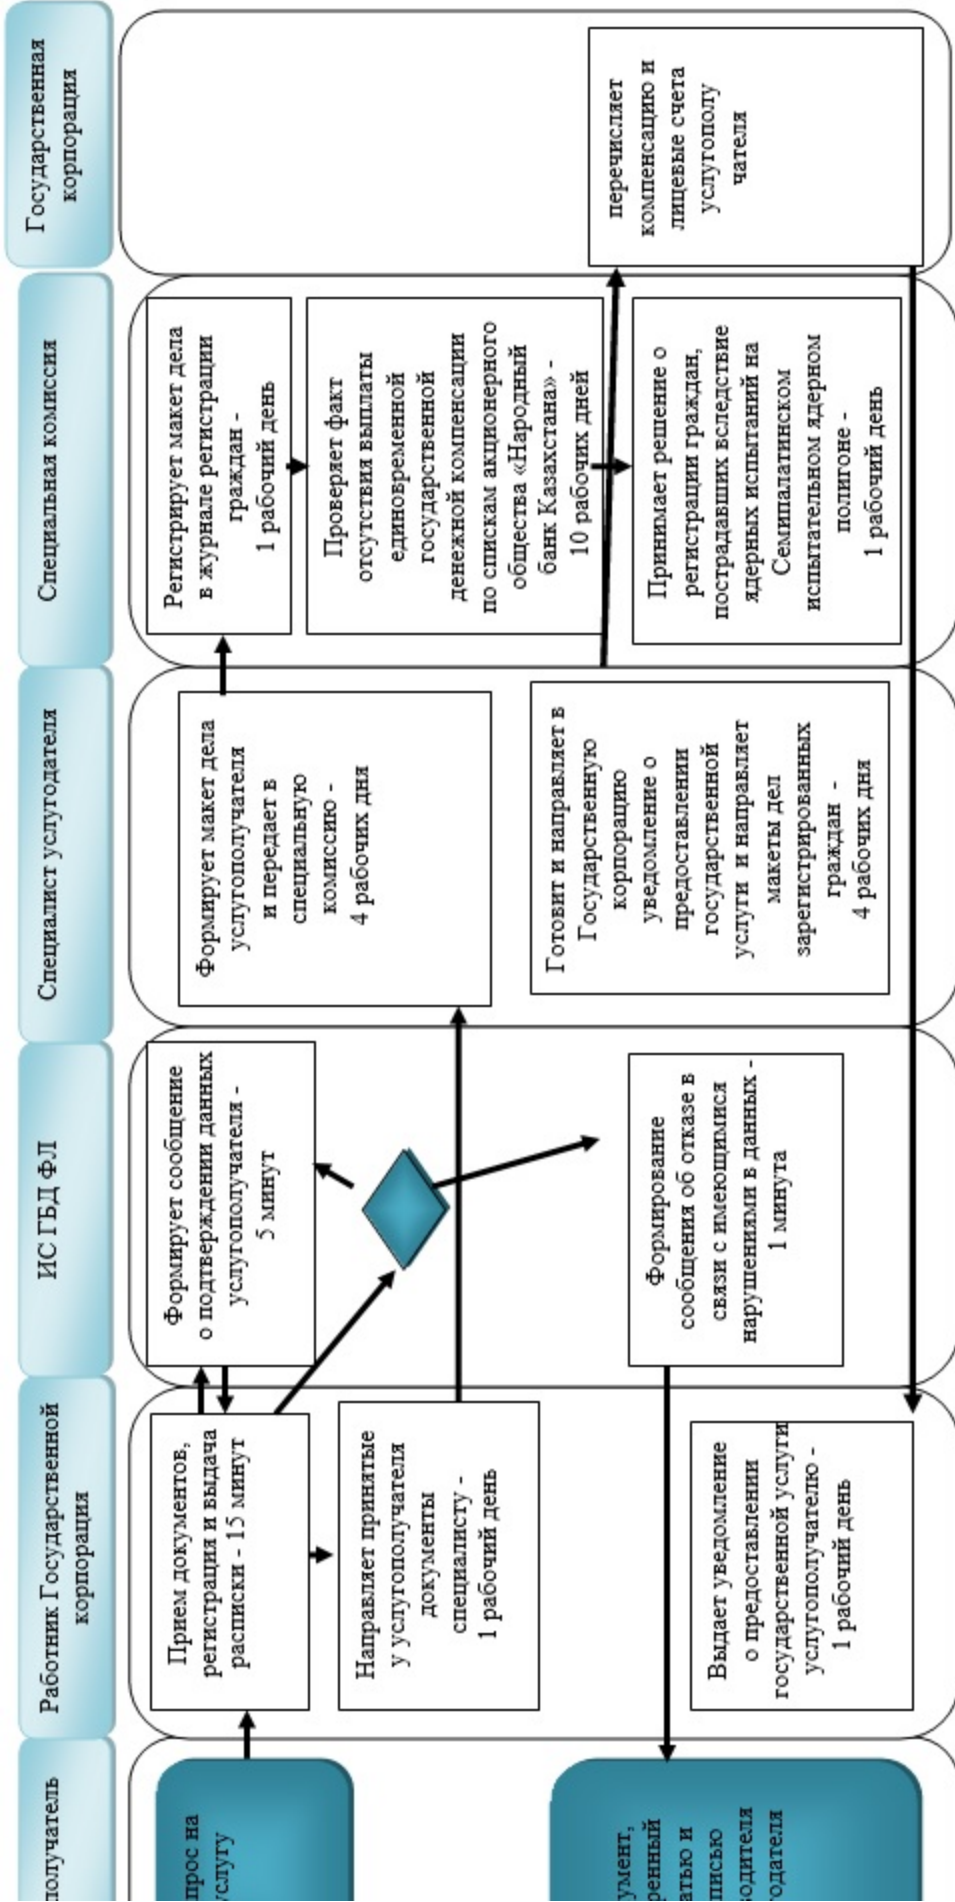 получатель
Работник Государственной
корпорация
ИС ГБД ФЛ
Специалист услугодателя
Специальная комиссия
Государственная
корпорация
прос на
услугу
умент,
ренный
атью и
писью
водителя
годателя
Прием документов,
регистрация и выдача
расписки - 15 минут
Направляет принятые
у услугополучателя
документы
специалисту -
1 рабочий день
Выдает уведомление
о предоставлении
государственной услуги
услугополучателю -
1 рабочий день
Формирует сообщение
о подтверждении данных
услугополучателя -
5 минут
Формирование
сообщения об отказе в
связи с имеющимися
нарушениями в данных -
1 минута
Формирует макет дела
услугополучателя
и передает в
специальную
комиссию -
4 рабочих дня
Готовит и направляет в
Государственную
корпорацию
уведомление о
предоставлении
государственной
услуги и направляет
макеты дел
зарегистрированных
граждан -
4 рабочих дня
Регистрирует макет дела
в журнале регистрации
граждан -
1 рабочий день
Проверяет факт
отсутствия выплаты
единовременной
государственной
денежной компенсации
по спискам акционерного
общества «Народный
банк Казахстана» -
10 рабочих дней
Принимает решение о
регистрации граждан,
пострадавших вследствие
ядерных испытаний на
Семипалатинском
испытательном ядерном
полигоне -
1 рабочий день
перечисляет
компенсацию и
лицевые счета
услугополу
чателя